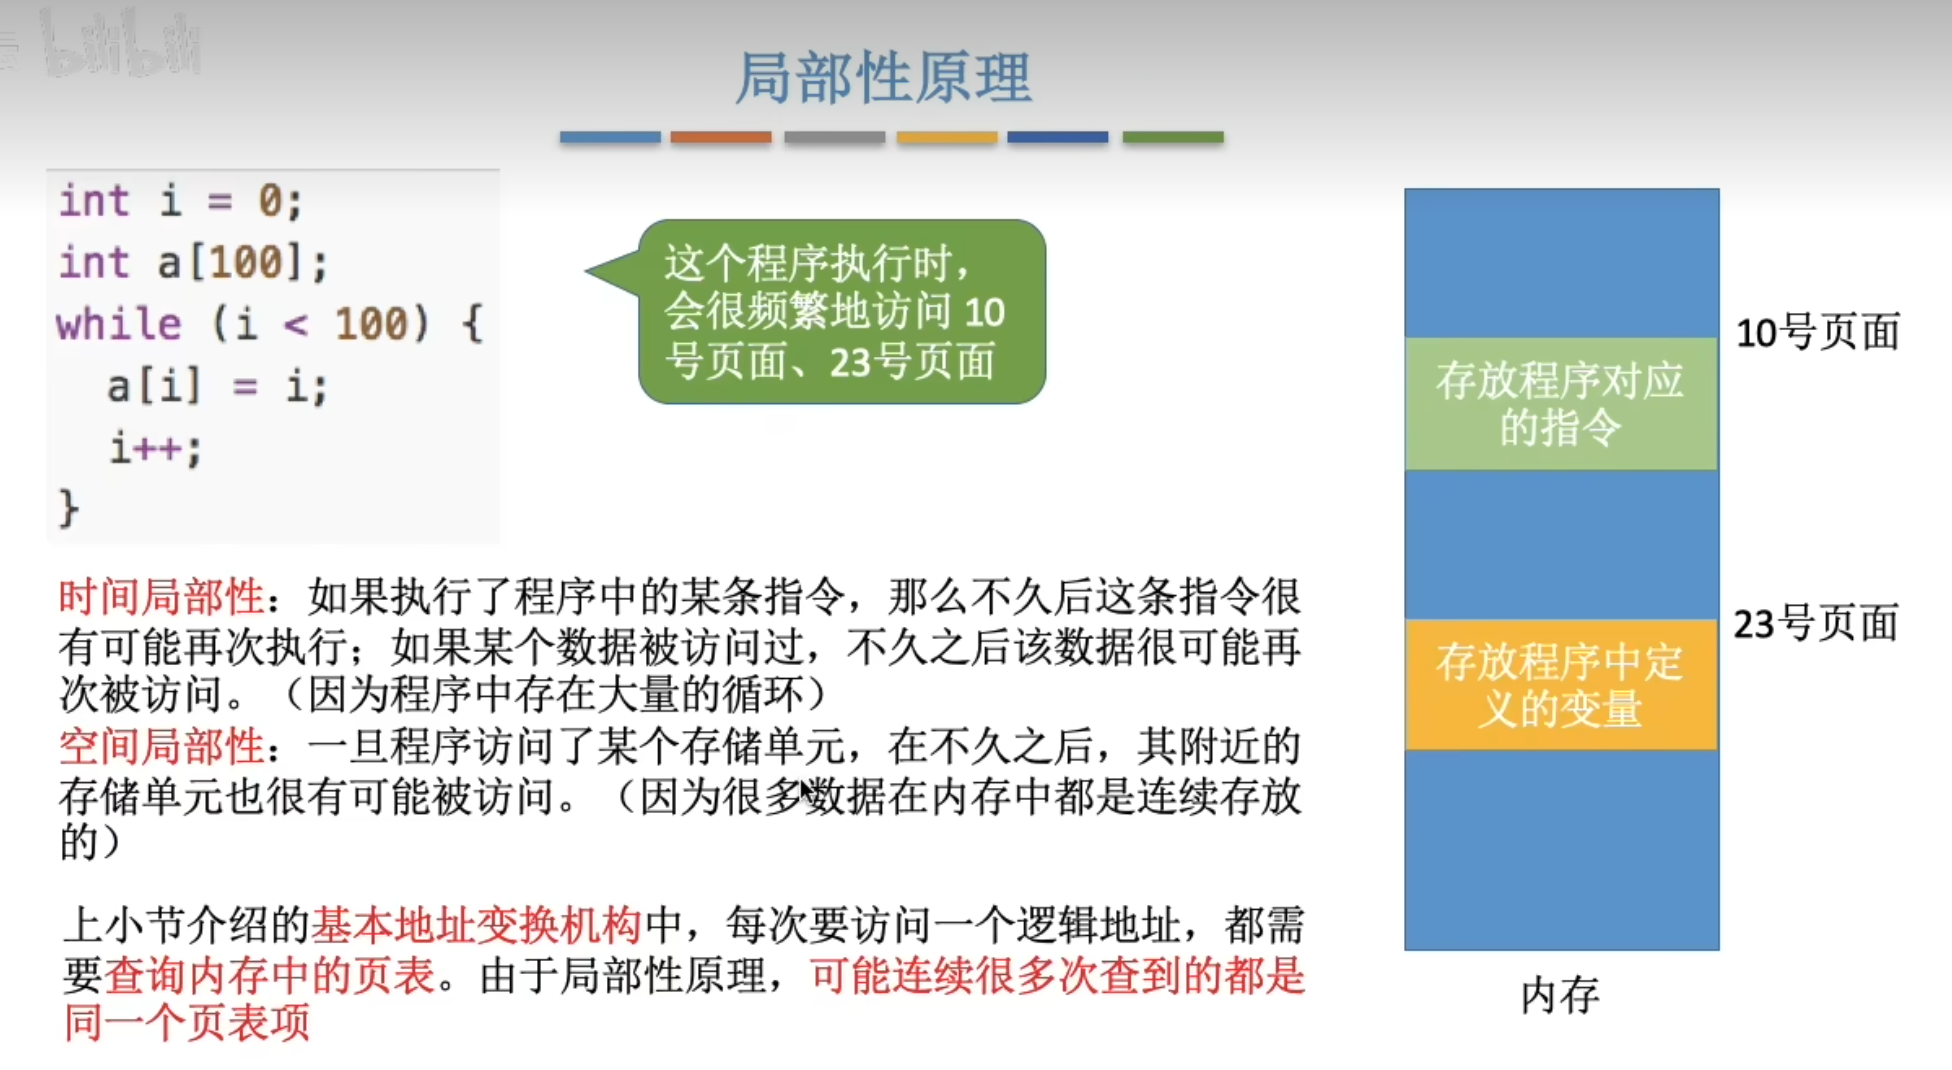 bilibili
局部性原理
int i = 0;
int a[100];
while (i < 100) {
a[i] = i;
i++;
}
这个程序执行时，
会很频繁地访问 10
号页面、23号页面
10号页面
存放程序对应
的指令
23号页面
存放程序中定
义的变量
内存
时间局部性：如果执行了程序中的某条指令，那么不久后这条指令很
有可能再次执行；如果某个数据被访问过，不久之后该数据很可能再
次被访问。（因为程序中存在大量的循环）
空间局部性：一旦程序访问了某个存储单元，在不久之后，其附近的
存储单元也很有可能被访问。（因为很多数据在内存中都是连续存放
的）
上小节介绍的基本地址变换机构中，每次要访问一个逻辑地址，都需
要查询内存中的页表。由于局部性原理，可能连续很多次查到的都是
同一个页表项